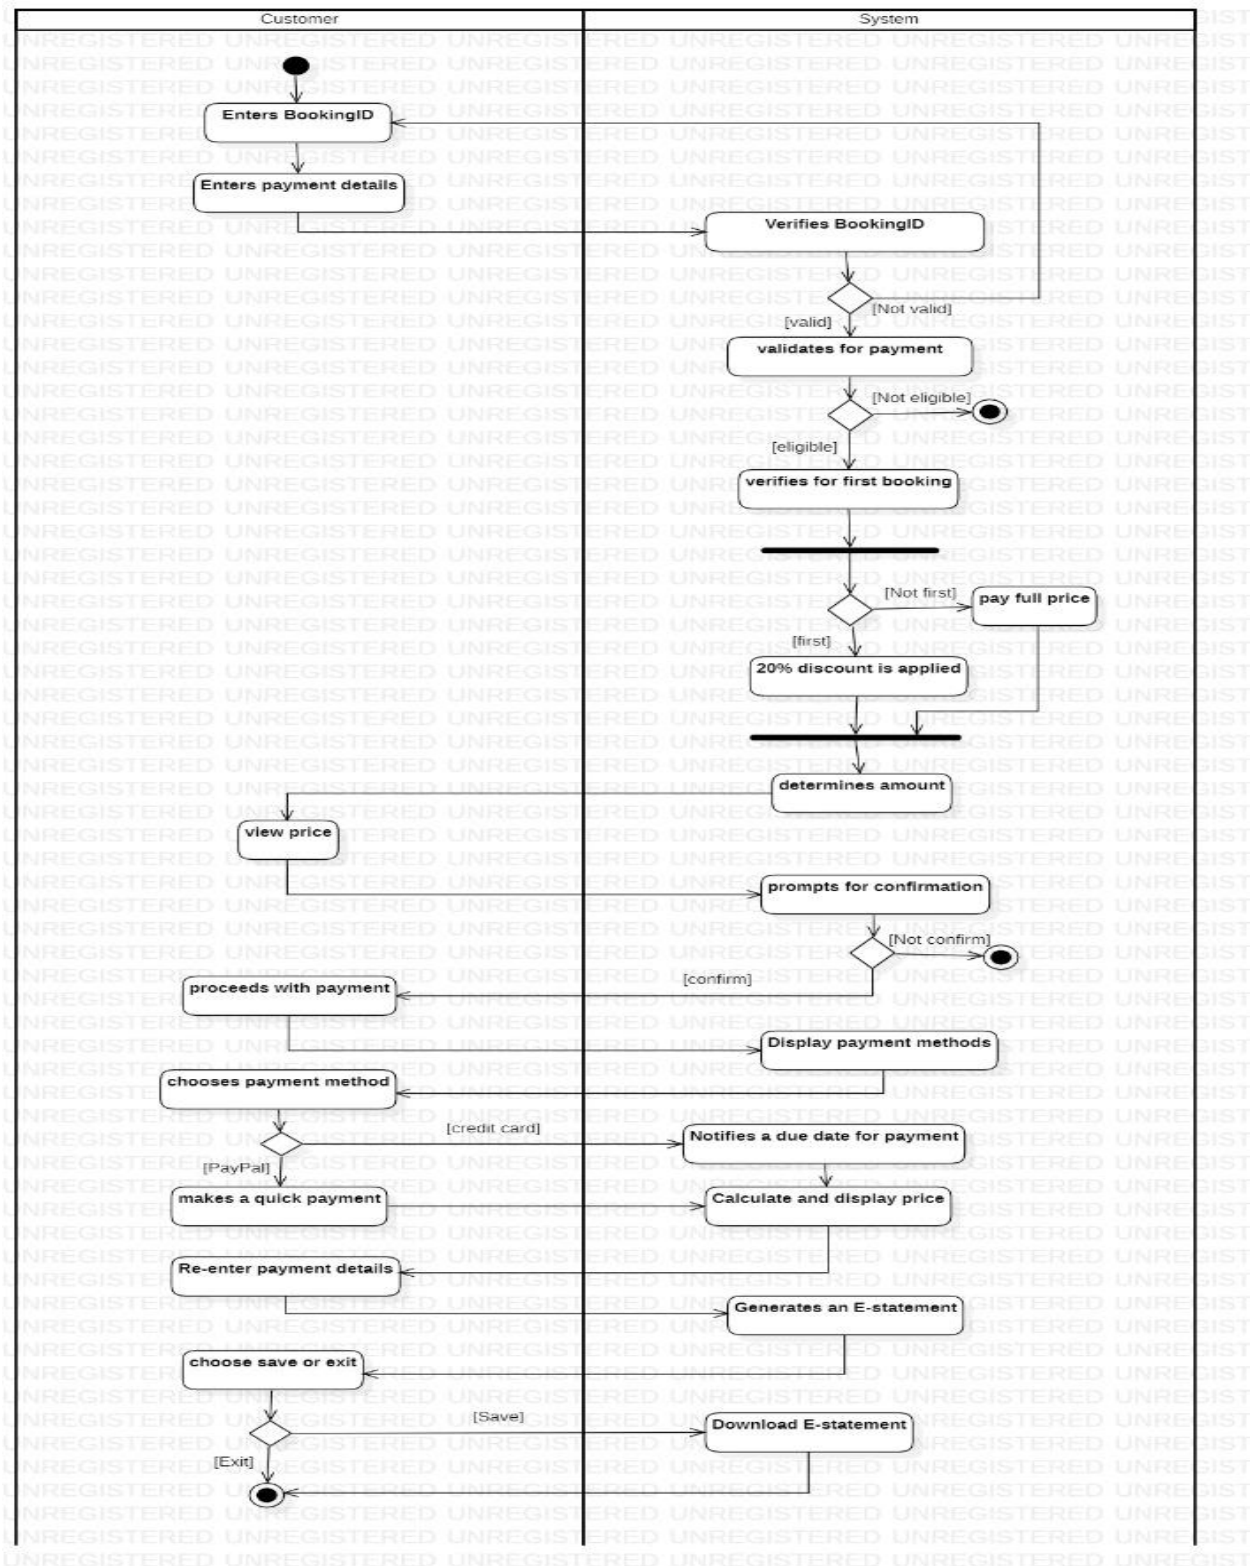 Customer
System
Enters BookingID
Enters payment details
Verifies BookingID
[Not valid]
[valid]
validates for payment
[Not eligible]
[eligible]
verifies for first booking
[Not first]
pay full price
[first]
20% discount is applied
determines amount
view price
prompts for confirmation
[Not confirm]
[confirm]
proceeds with payment
Display payment methods
chooses payment method
[credit card]
Notifies a due date for payment
[PayPal]
makes a quick payment
Calculate and display price
Re-enter payment details
Generates an E-statement
choose save or exit
[Save]
Download E-statement
[Exit]
UNREGISTERED